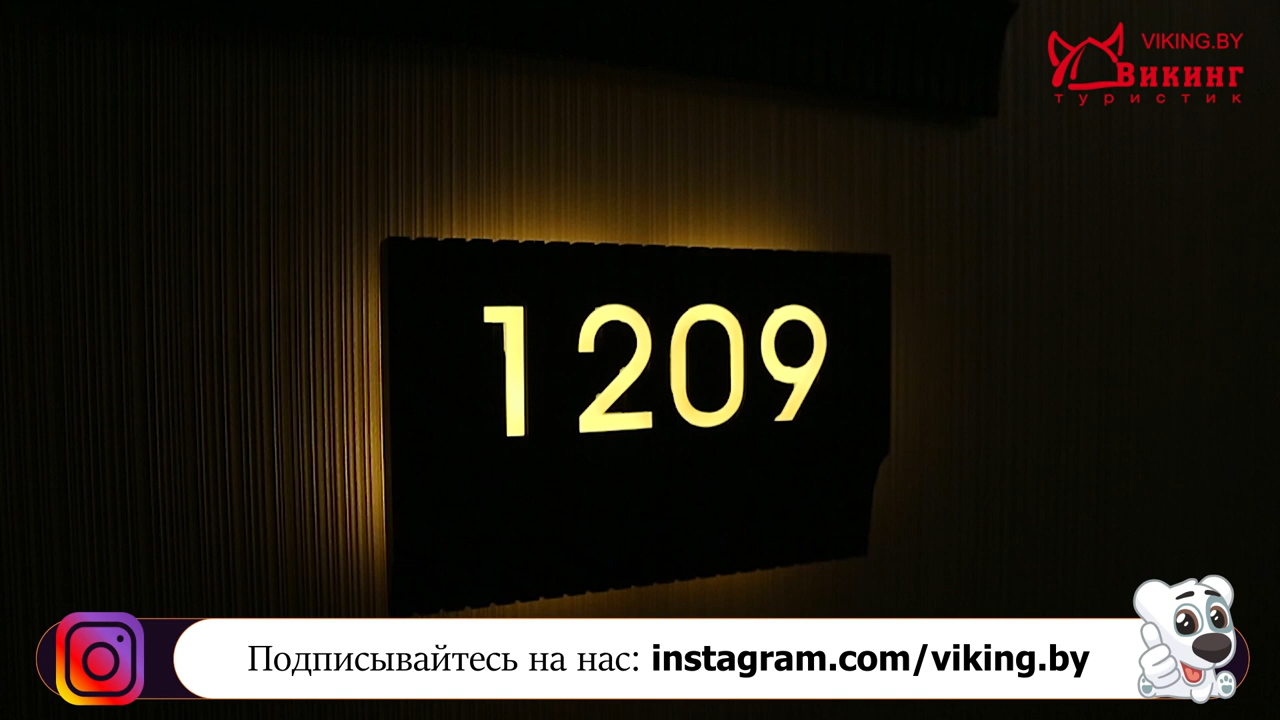 VIKING.BY
Викинг
туристик
1209
Подписывайтесь на нас: instagram.com/viking.by